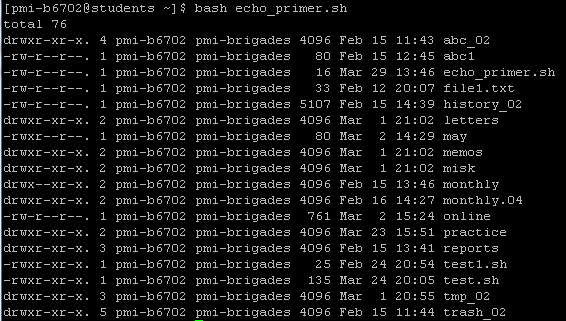 [pmi-b6702@students ~]$ bash echo_primer.sh
total 76
drwxr-xr-x. 4 pmi-b6702 pmi-brigades 4096 Feb 15 11:43 abc_02
-rw-r--r--. 1 pmi-b6702 pmi-brigades   80 Feb 15 12:45 abc1
-rw-r--r--. 1 pmi-b6702 pmi-brigades   16 Mar 29 13:46 echo_primer.sh
-rw-r--r--. 1 pmi-b6702 pmi-brigades   33 Feb 12 20:07 file1.txt
-rwxr--r--. 1 pmi-b6702 pmi-brigades 5107 Feb 15 14:39 history_02
drwxr-xr-x. 2 pmi-b6702 pmi-brigades 4096 Mar  1 21:02 letters
-rwxr--r--. 1 pmi-b6702 pmi-brigades   80 Mar  2 14:29 may
drwxr-xr-x. 2 pmi-b6702 pmi-brigades 4096 Mar  1 21:02 memos
drwxr-xr-x. 2 pmi-b6702 pmi-brigades 4096 Mar  1 21:02 misk
drwx--xr-x. 2 pmi-b6702 pmi-brigades 4096 Feb 15 13:46 monthly
drwxr-xr-x. 2 pmi-b6702 pmi-brigades 4096 Feb 16 14:27 monthly.04
-rw-r--r--. 1 pmi-b6702 pmi-brigades  761 Mar  2 15:24 online
drwxr-xr-x. 2 pmi-b6702 pmi-brigades 4096 Mar 23 15:51 practice
drwxr-xr-x. 3 pmi-b6702 pmi-brigades 4096 Feb 15 13:41 reports
-rwxr-xr-x. 1 pmi-b6702 pmi-brigades   25 Feb 24 20:54 test1.sh
-rwxr-xr-x. 1 pmi-b6702 pmi-brigades  135 Mar 24 20:05 test.sh
drwxr-xr-x. 3 pmi-b6702 pmi-brigades 4096 Mar  1 20:55 tmp_02
drwxr-xr-x. 5 pmi-b6702 pmi-brigades 4096 Feb 15 11:44 trash_02